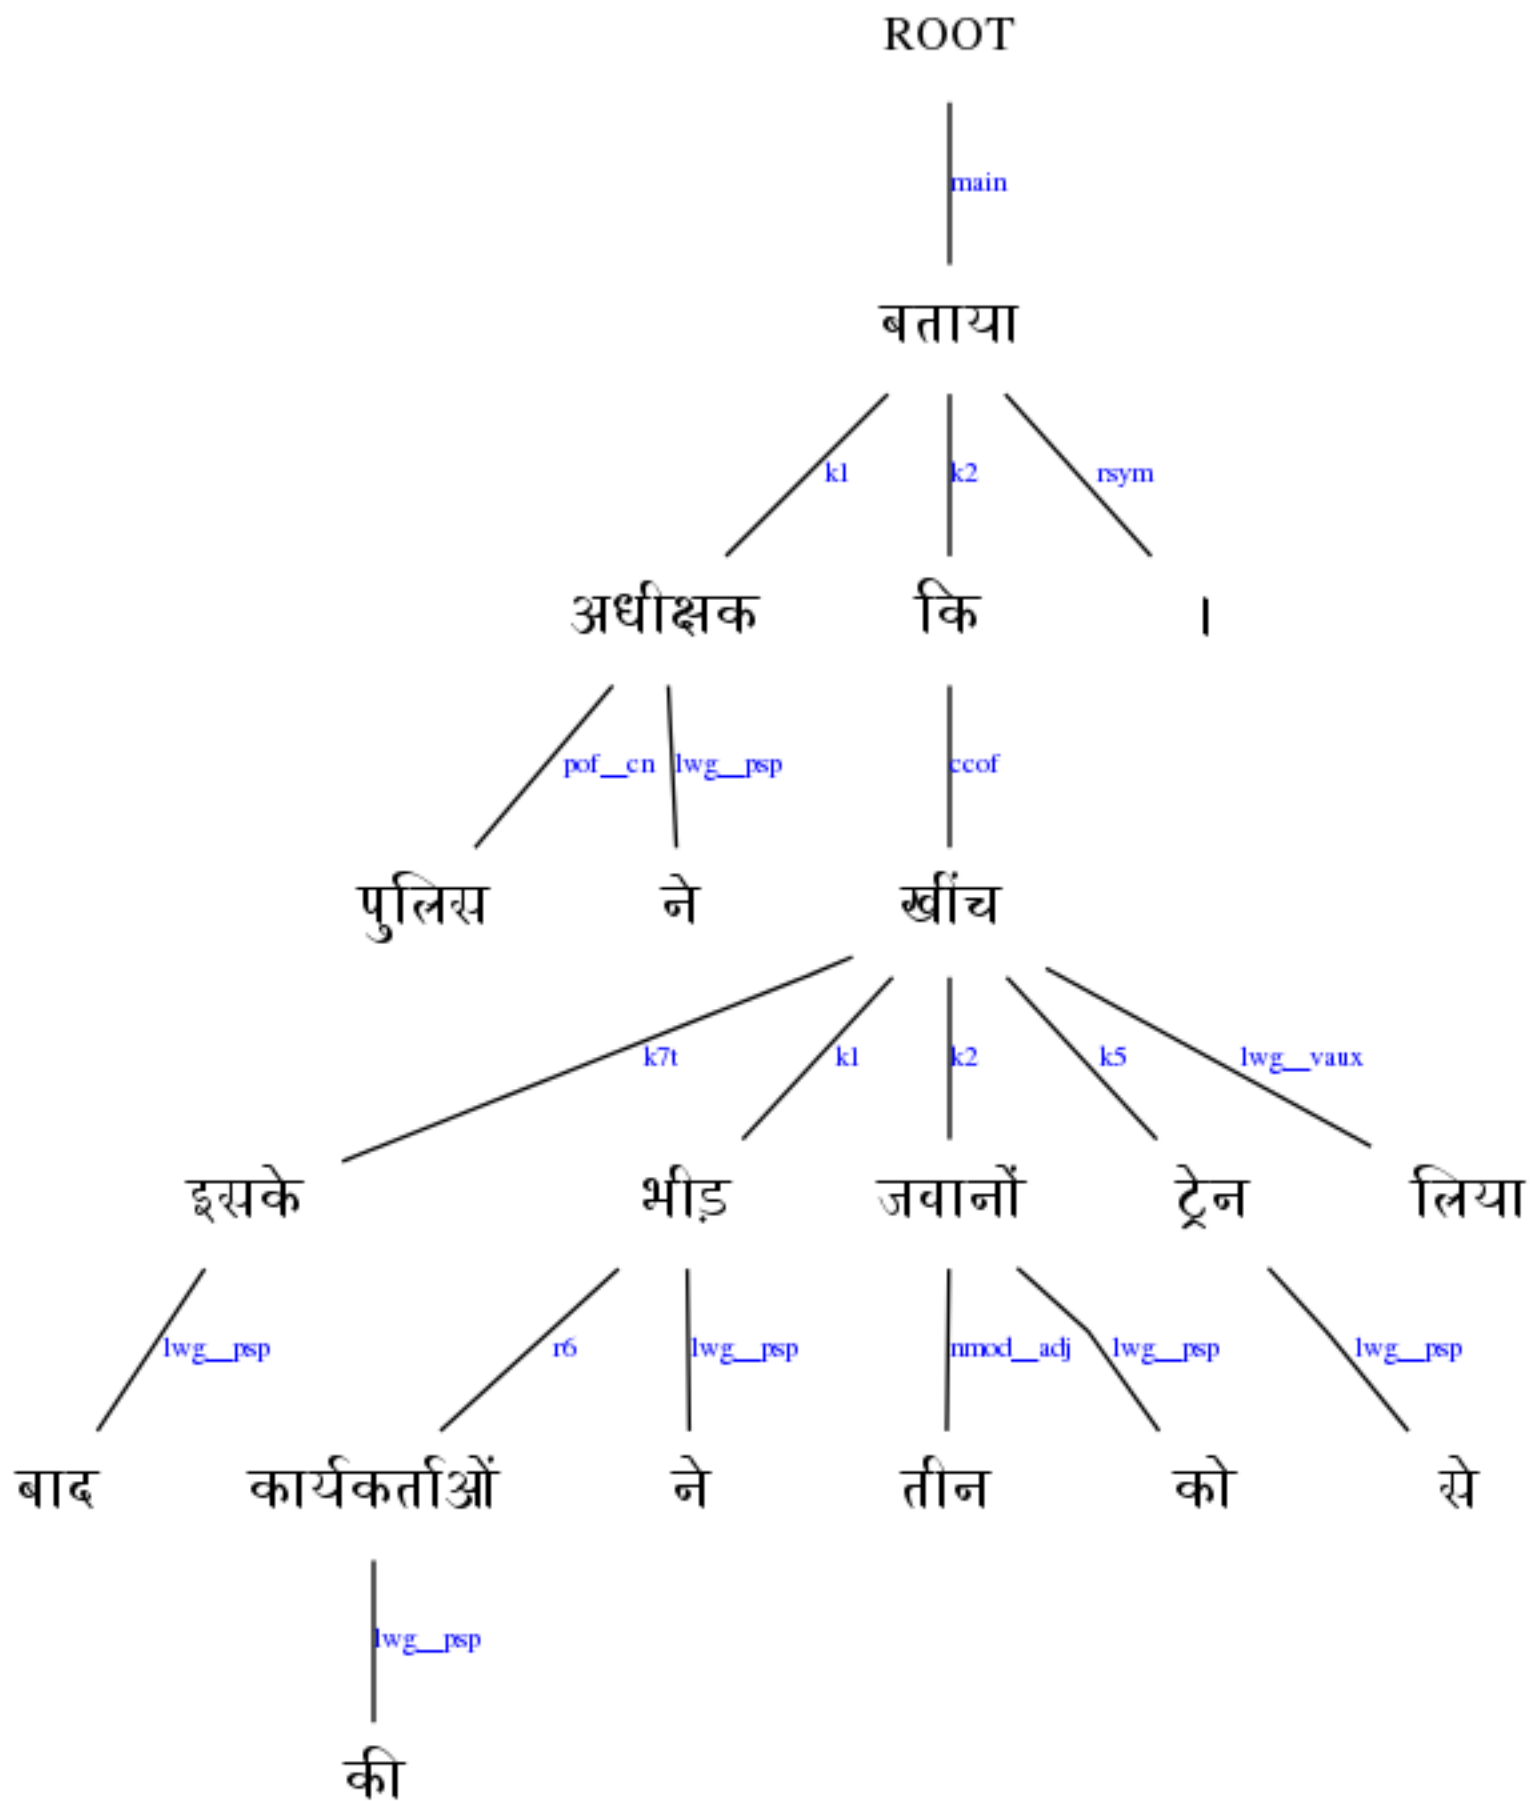 ROOT
main
बताया
k1 k2 rsym
अधीक्षक कि ।
pof__cn lwg__psp ccof
पुलिस ने खींच
k7t k1 k2 k5 lwg__vaux
इसके भीड़ जवानों ट्रेन लिया
lwg__psp r6 lwg__psp nmod__adj lwg__psp lwg__psp
बाद कार्यकर्ताओं ने तीन को से
lwg__psp
की